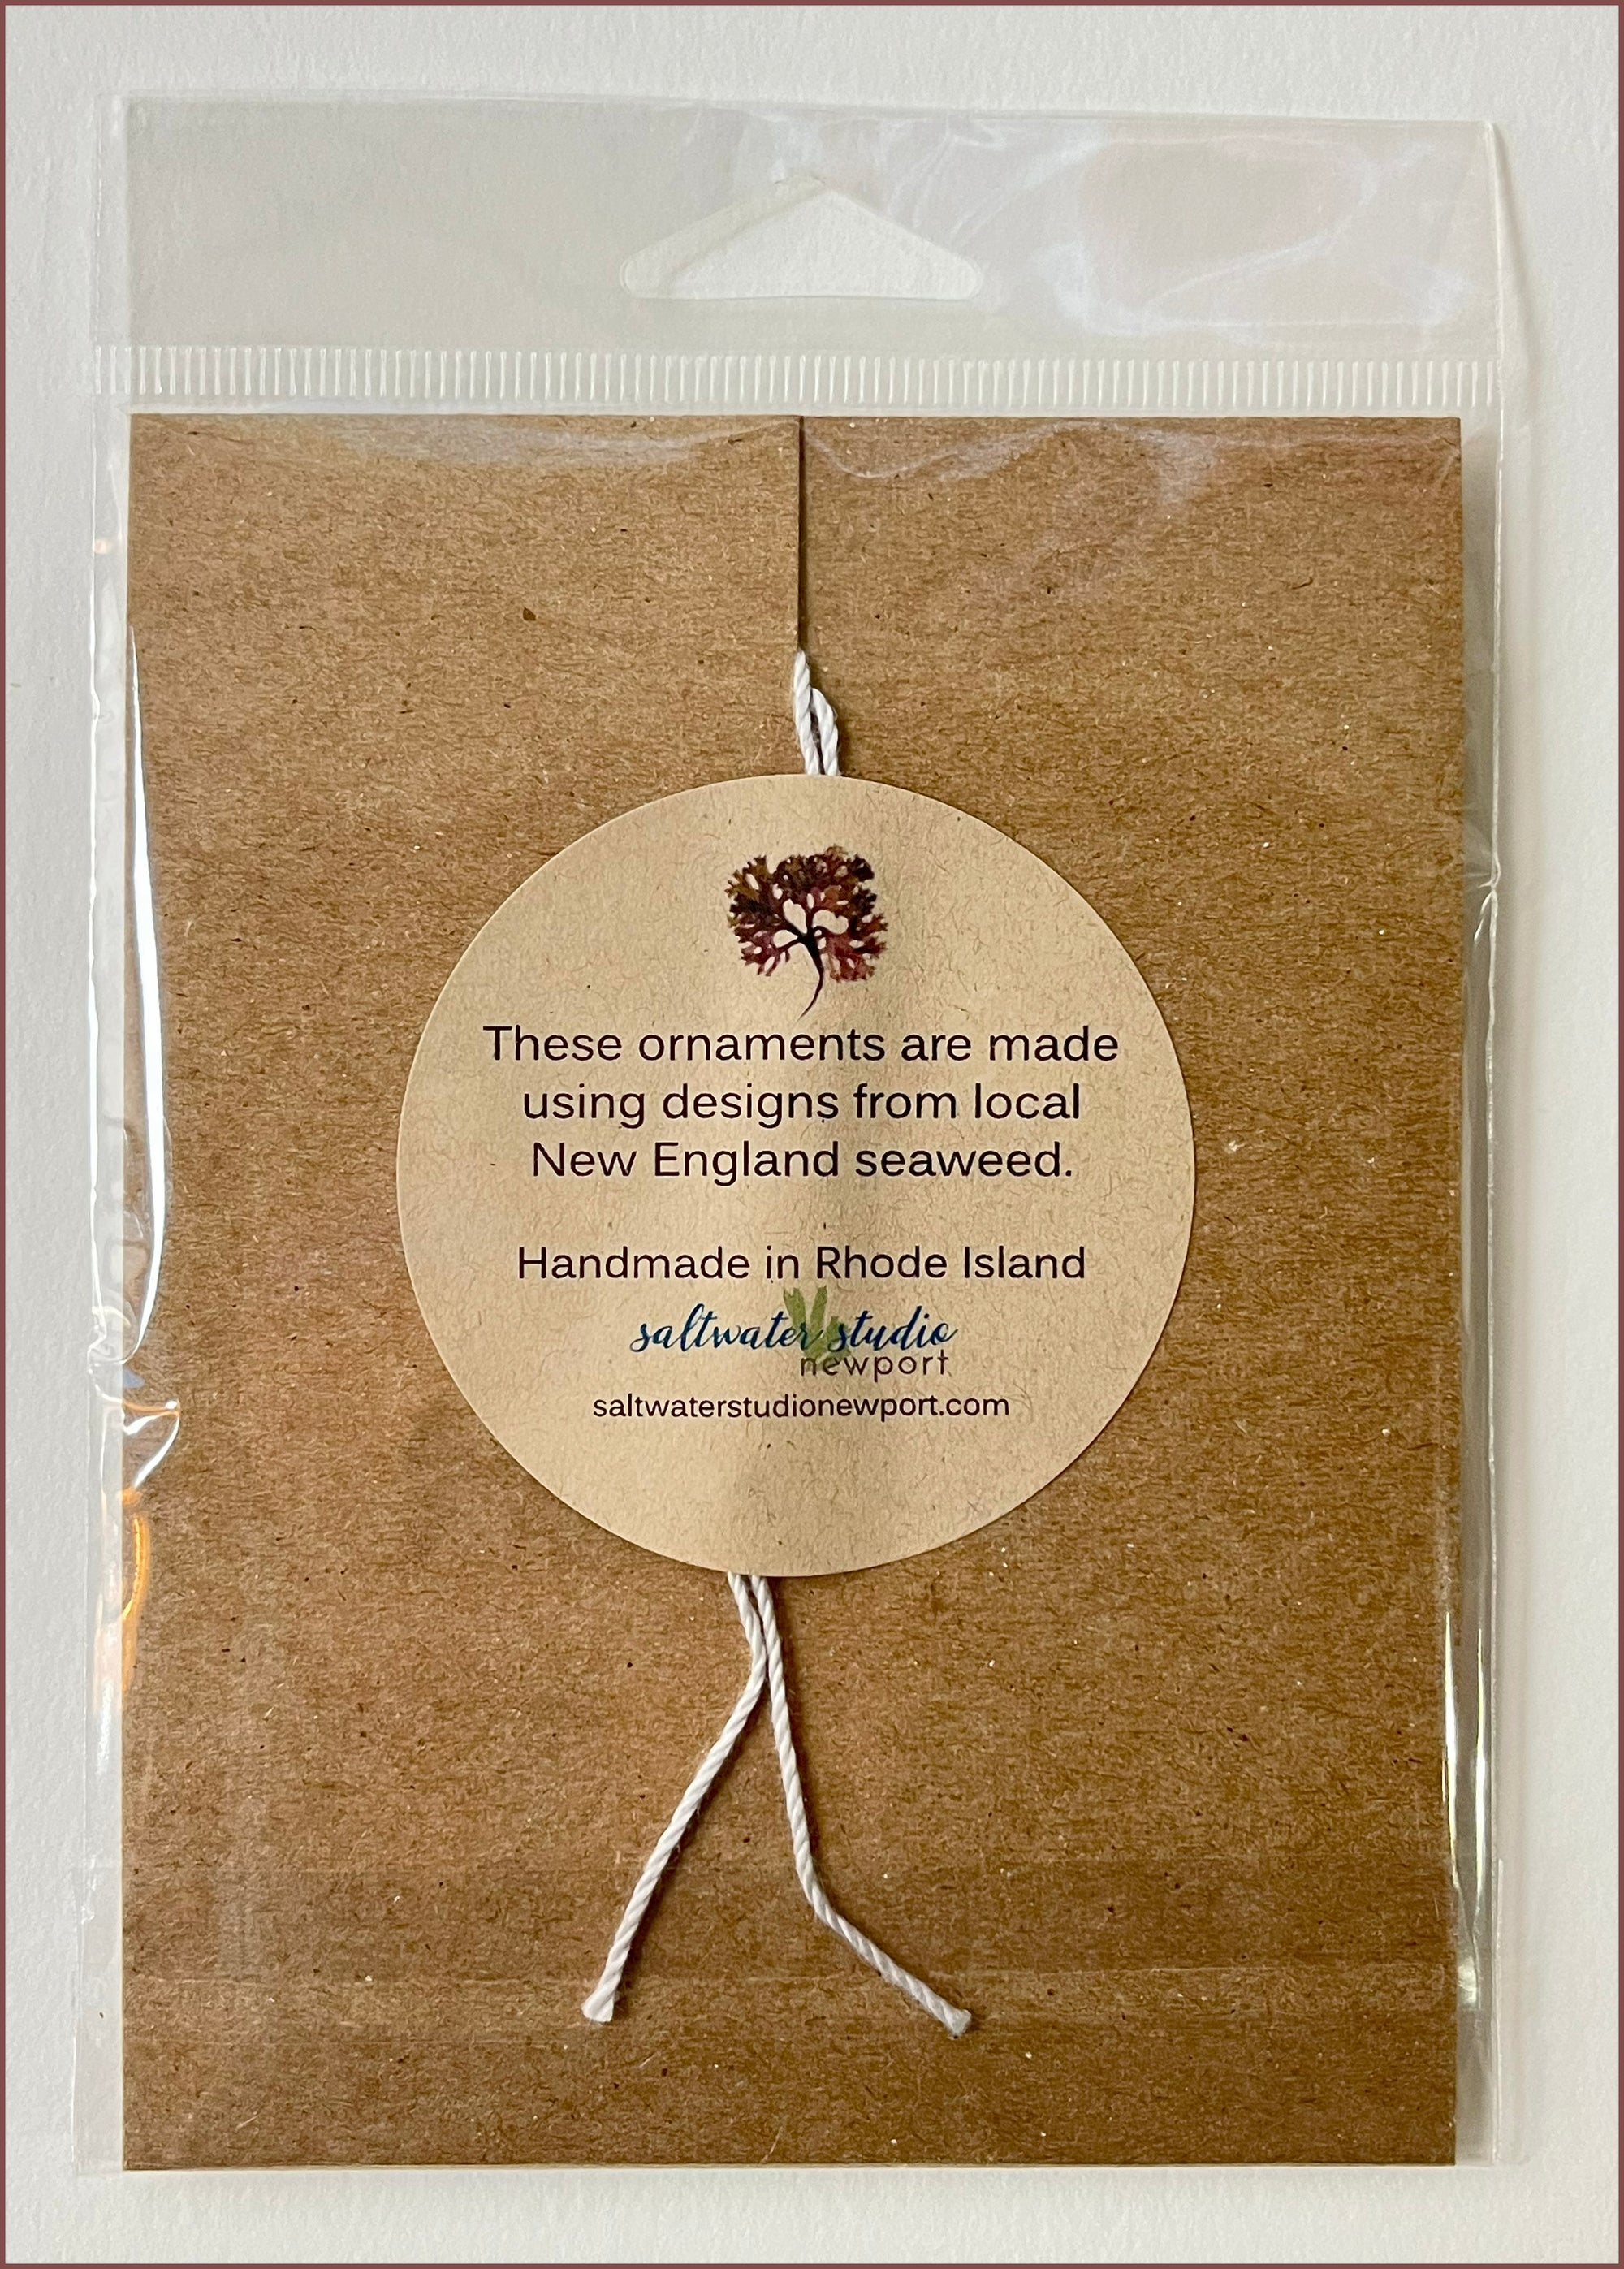 These ornaments are made
using designs from local
New England seaweed.
Handmade in Rhode Island
saltwater studio
newport
saltwaterstudionewport.com